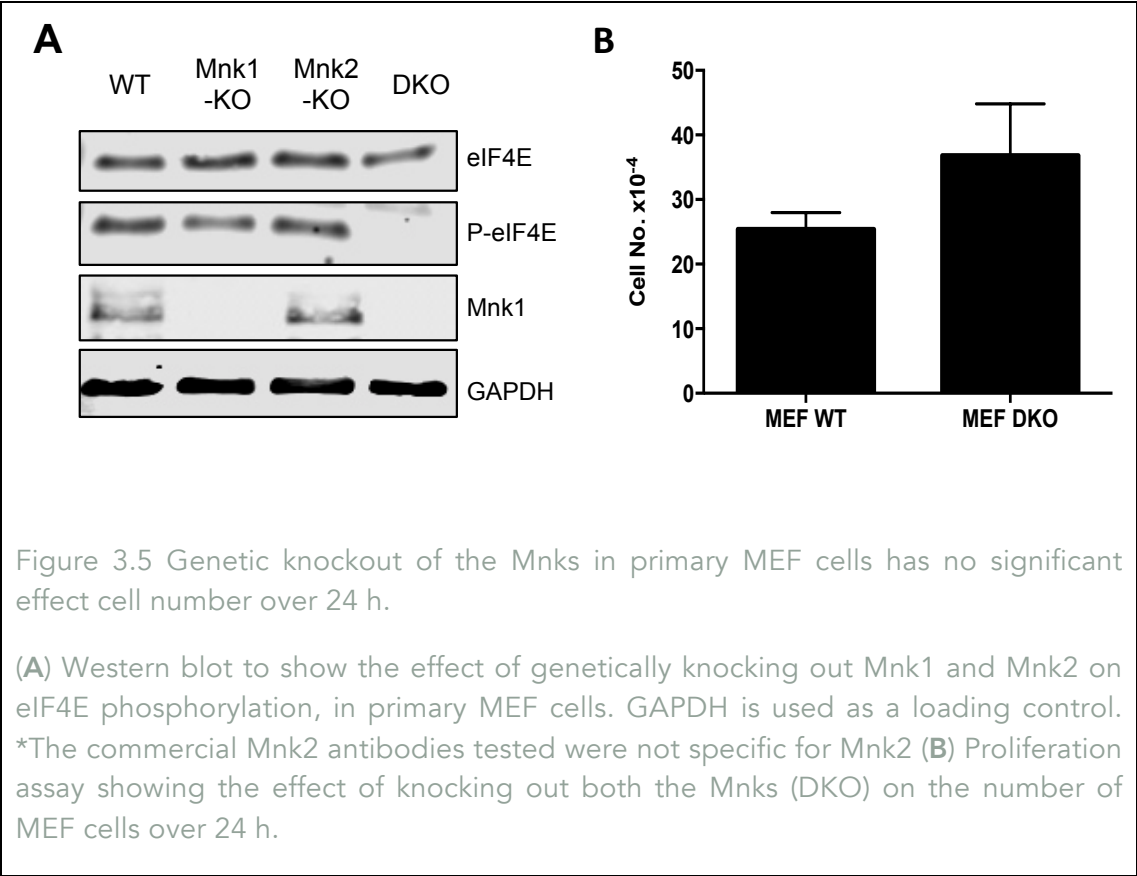 A
WT
Mnk1
-KO
Mnk2
-KO
DKO
eIF4E
P-eIF4E
Mnk1
GAPDH
B
50
40
30
20
10
0
Cell No. x10-4
MEF WT
MEF DKO
Figure 3.5 Genetic knockout of the Mnks in primary MEF cells has no significant
effect cell number over 24 h.
(A) Western blot to show the effect of genetically knocking out Mnk1 and Mnk2 on
eIF4E phosphorylation, in primary MEF cells. GAPDH is used as a loading control.
*The commercial Mnk2 antibodies tested were not specific for Mnk2 (B) Proliferation
assay showing the effect of knocking out both the Mnks (DKO) on the number of
MEF cells over 24 h.